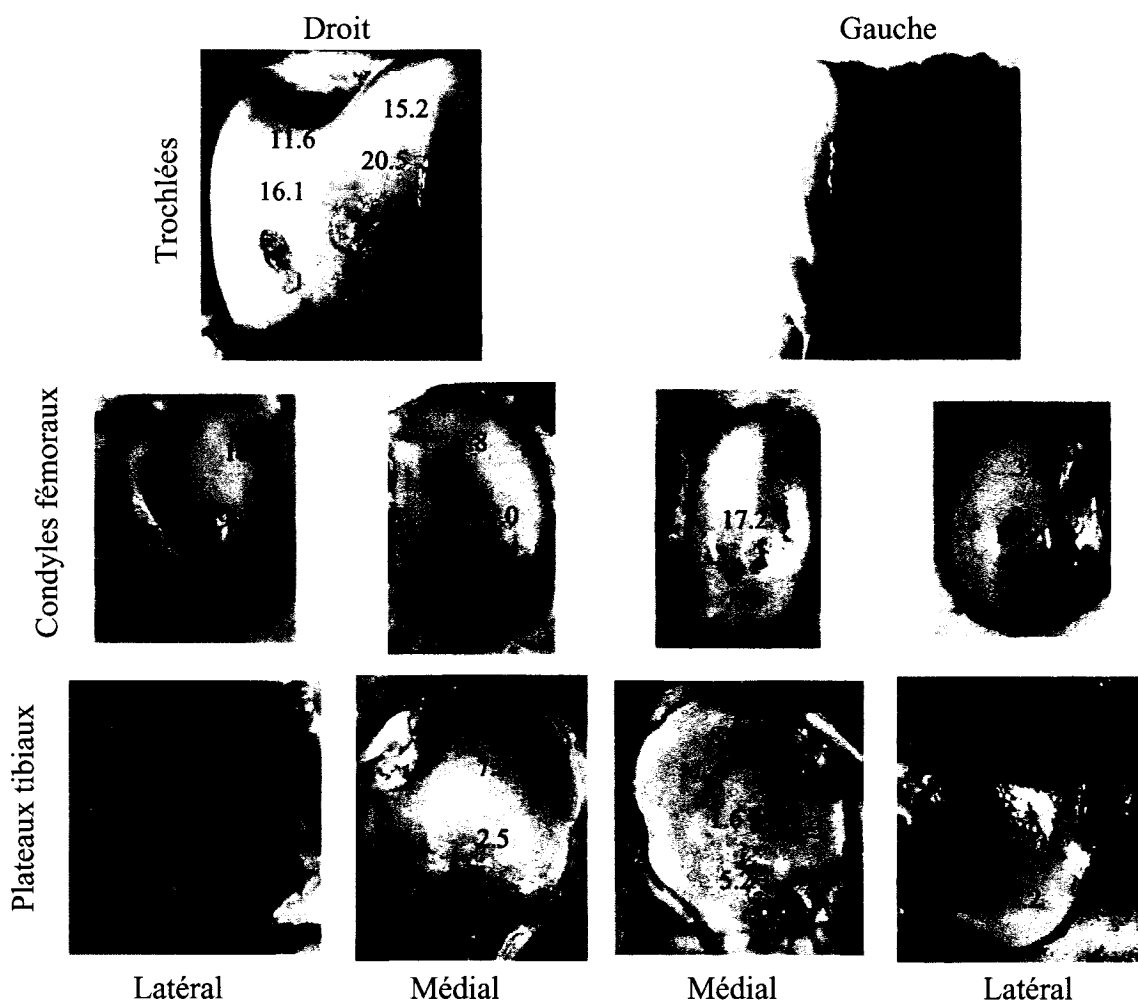 Droit
Gauche
Trochlées
15.2
11.6
20.5
16.1
Condyles fémoraux
17.2
Plateaux tibiaux
2.5
5.2
Latéral
Médial
Médial
Latéral